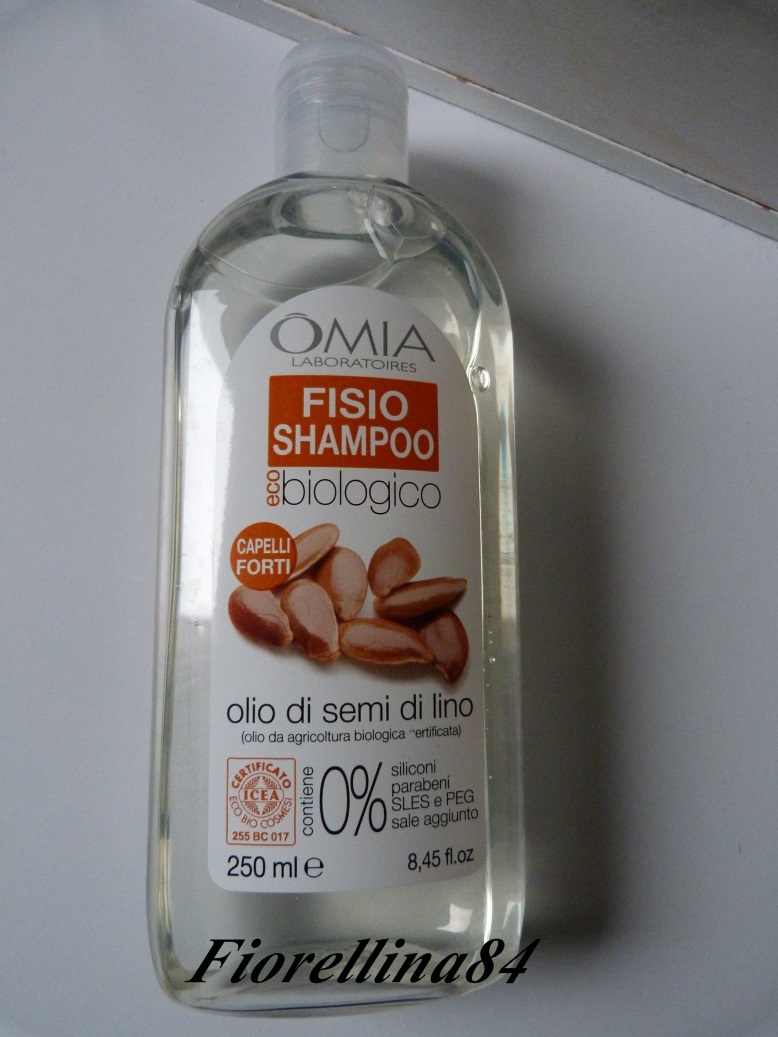 ÔMIA
LABORATOIRES
FISIO
SHAMPOO
eco biologico
CAPELLI
FORTI
olio di semi di lino
(olio da agricoltura biologica certificata)
CERTIFICATO
ICEA
ECO BIO COSMESI
255 BC 017
contiene
0%
siliconi
parabeni
SLES e PEG
sale aggiunto
250 ml ℮
8,45 fl.oz
Fiorellina84